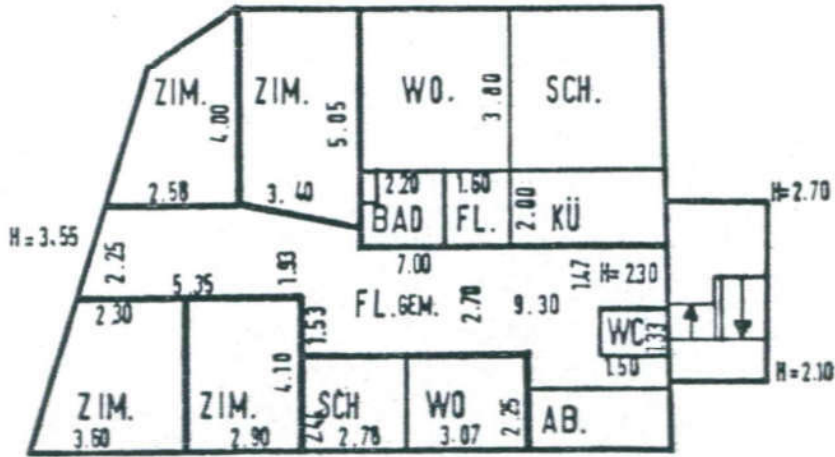 ZIM.
ZIM.
WO.
SCH.
4.00
5.05
3.80
2.58
3.40
2.20
1.60
2.00
BAD
FL.
KÜ
H=3.55
H=2.70
2.25
5.35
1.93
7.00
1.47
H=2.30
2.30
1.53
FL.GEM.
2.70
9.30
WC
1.33
1.50
H=2.10
4.10
ZIM.
ZIM.
SCH
WO
2.25
AB.
3.60
2.90
2.78
3.07